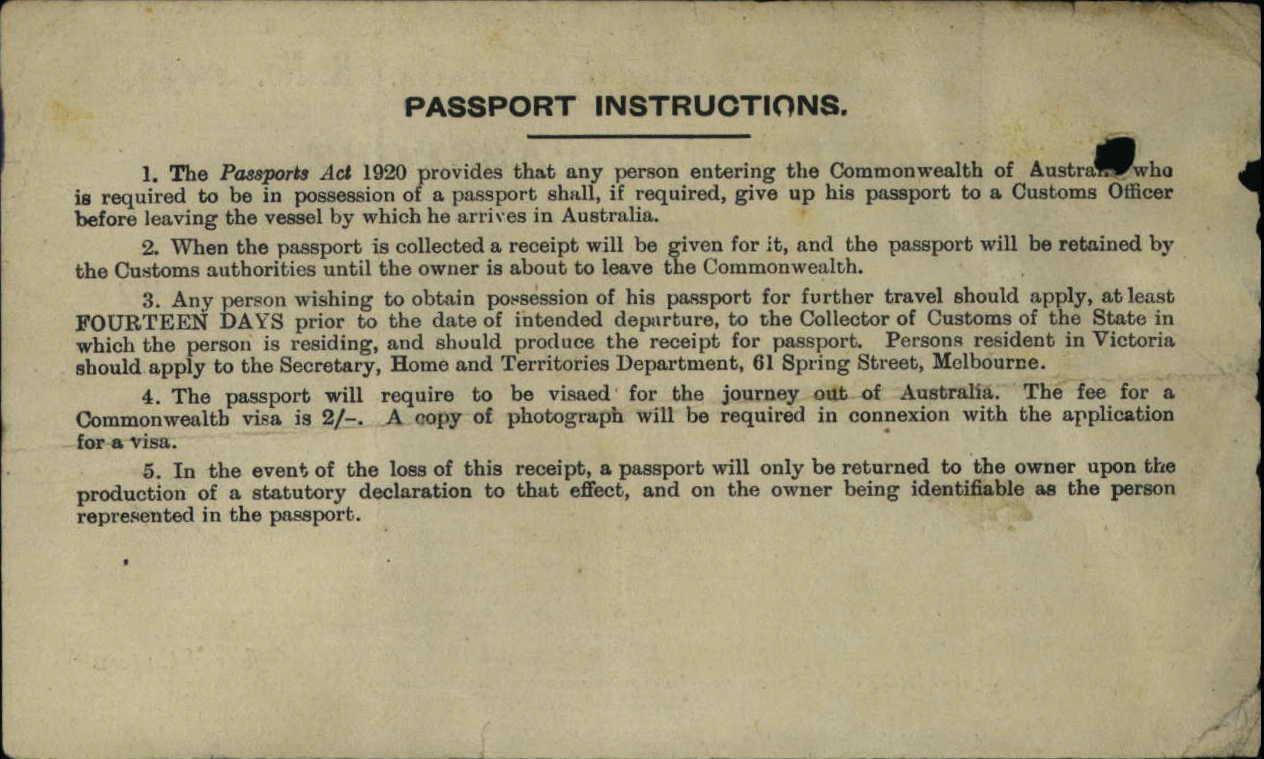 PASSPORT INSTRUCTIONS.
1. The Passports Act 1920 provides that any person entering the Commonwealth of Austra who
is required to be in possession of a passport shall, if required, give up his passport to a Customs Officer
before leaving the vessel by which he arrives in Australia.
2. When the passport is collected a receipt will be given for it, and the passport will be retained by
the Customs authorities until the owner is about to leave the Commonwealth.
3. Any person wishing to obtain possession of his passport for further travel should apply, at least
FOURTEEN DAYS prior to the date of intended departure, to the Collector of Customs of the State in
which the person is residing, and should produce the receipt for passport. Persons resident in Victoria
should apply to the Secretary, Home and Territories Department, 61 Spring Street, Melbourne.
4. The passport will require to be visaed for the journey out of Australia. The fee for a
Commonwealth visa is 2/-. A copy of photograph will be required in connexion with the application
for a visa.
5. In the event of the loss of this receipt, a passport will only be returned to the owner upon the
production of a statutory declaration to that effect, and on the owner being identifiable as the person
represented in the passport.